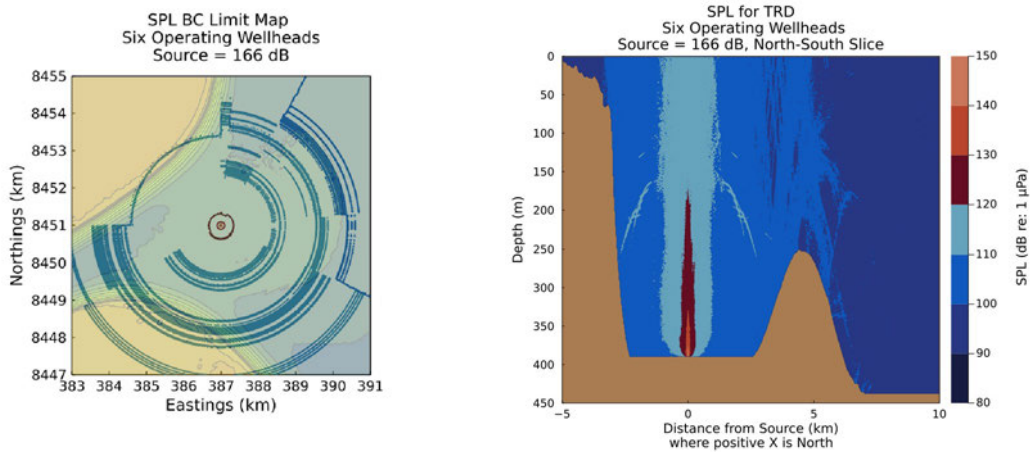 SPL BC Limit Map
Six Operating Wellheads
Source = 166 dB
8455
8454
8453
8452
8451
8450
8449
8448
8447
Northings (km)
383 384 385 386 387 388 389 390 391
Eastings (km)
SPL for TRD
Six Operating Wellheads
Source = 166 dB, North-South Slice
0
50
100
150
200
250
300
350
400
450
Depth (m)
-5 0 5 10
Distance from Source (km)
where positive X is North
150
140
130
120
110
100
90
80
SPL (dB re: 1 μPa)